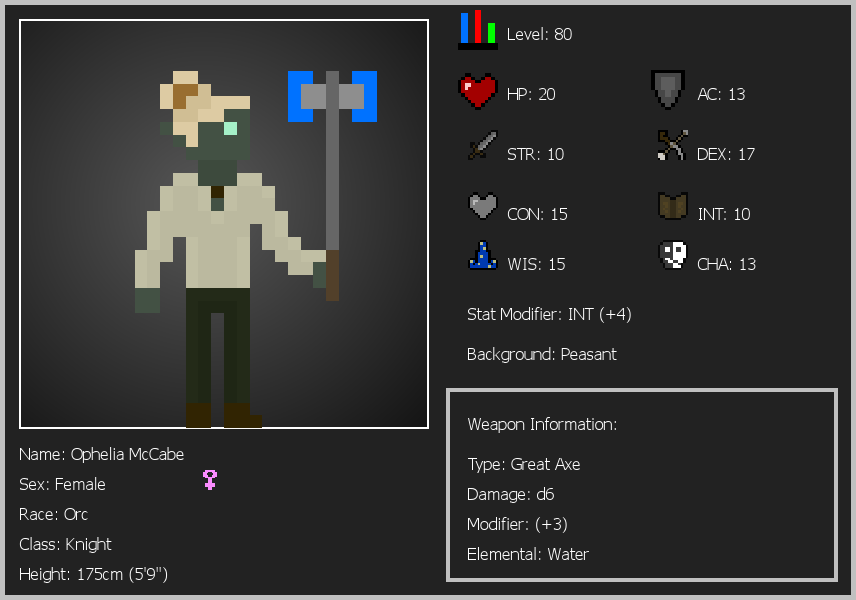 Level: 80
HP: 20
AC: 13
STR: 10
DEX: 17
CON: 15
INT: 10
WIS: 15
CHA: 13
Stat Modifier: INT (+4)
Background: Peasant
Weapon Information:
Type: Great Axe
Damage: d6
Modifier: (+3)
Elemental: Water
Name: Ophelia McCabe
Sex: Female
Race: Orc
Class: Knight
Height: 175cm (5'9")